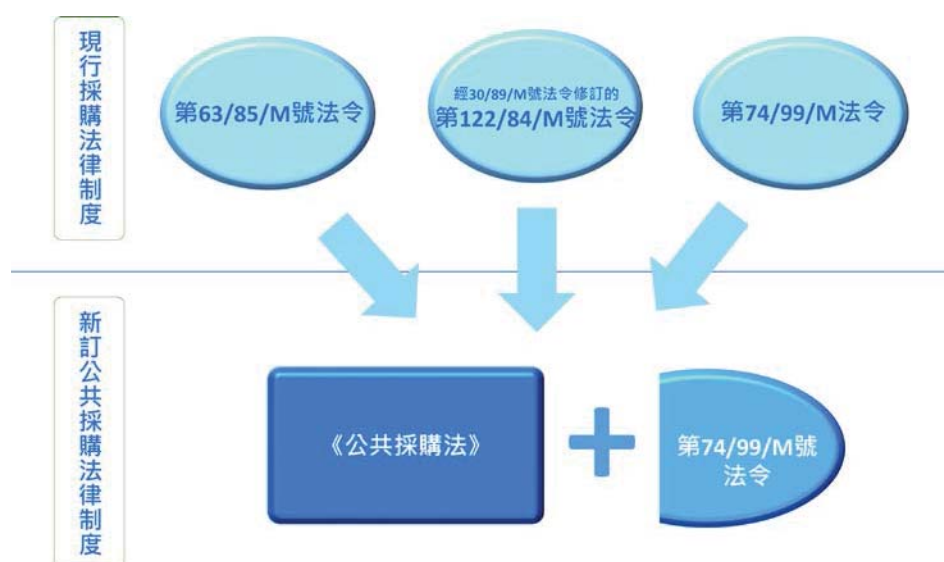 現行採購法律制度
第63/85/M號法令
經30/89/M號法令修訂的
第122/84/M號法令
第74/99/M法令
新訂公共採購法律制度
《公共採購法》
第74/99/M號
法令